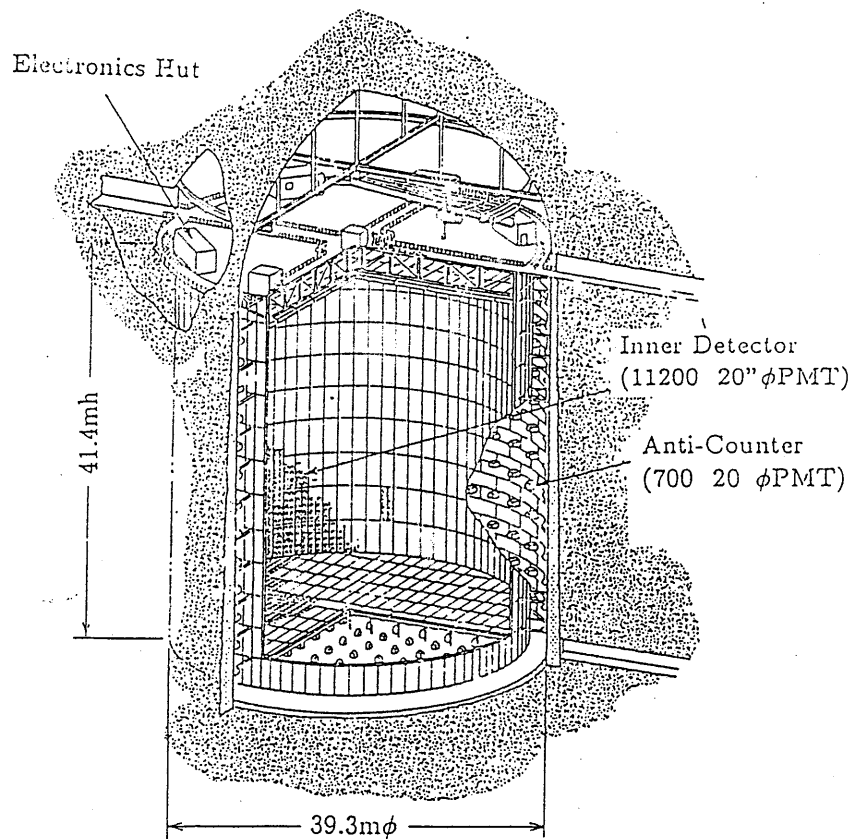 Electronics Hut
Inner Detector
(11200 20" φPMT)
41.4mh
Anti-Counter
(700 20 φPMT)
39.3mφ